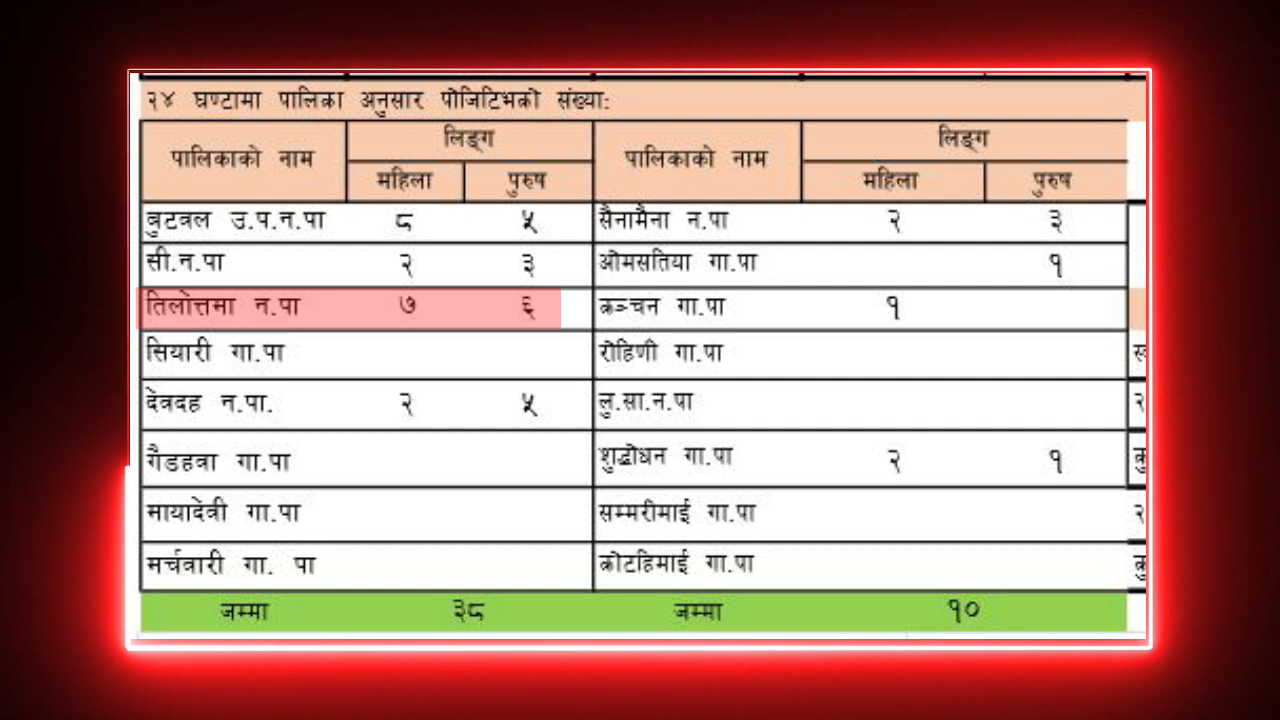 २४ घण्टामा पालिका अनुसार पोजिटिभको संख्या:
पालिकाको नाम लिङ्ग पालिकाको नाम लिङ्ग
महिला पुरुष महिला पुरुष
बुटवल उ.प.न.पा ८ ५ सैनामैना न.पा २ ३
सी.न.पा २ ३ ओमसतिया गा.पा १
तिलोत्तमा न.पा ७ ६ कञ्चन गा.पा १
सियारी गा.पा रोहिणी गा.पा
देवदह न.पा. २ ५ लु.सा.न.पा
गैडहवा गा.पा शुद्धोधन गा.पा २ १
मायादेवी गा.पा सम्मरीमाई गा.पा
मर्चवारी गा. पा कोटहिमाई गा.पा
जम्मा ३८ जम्मा १०